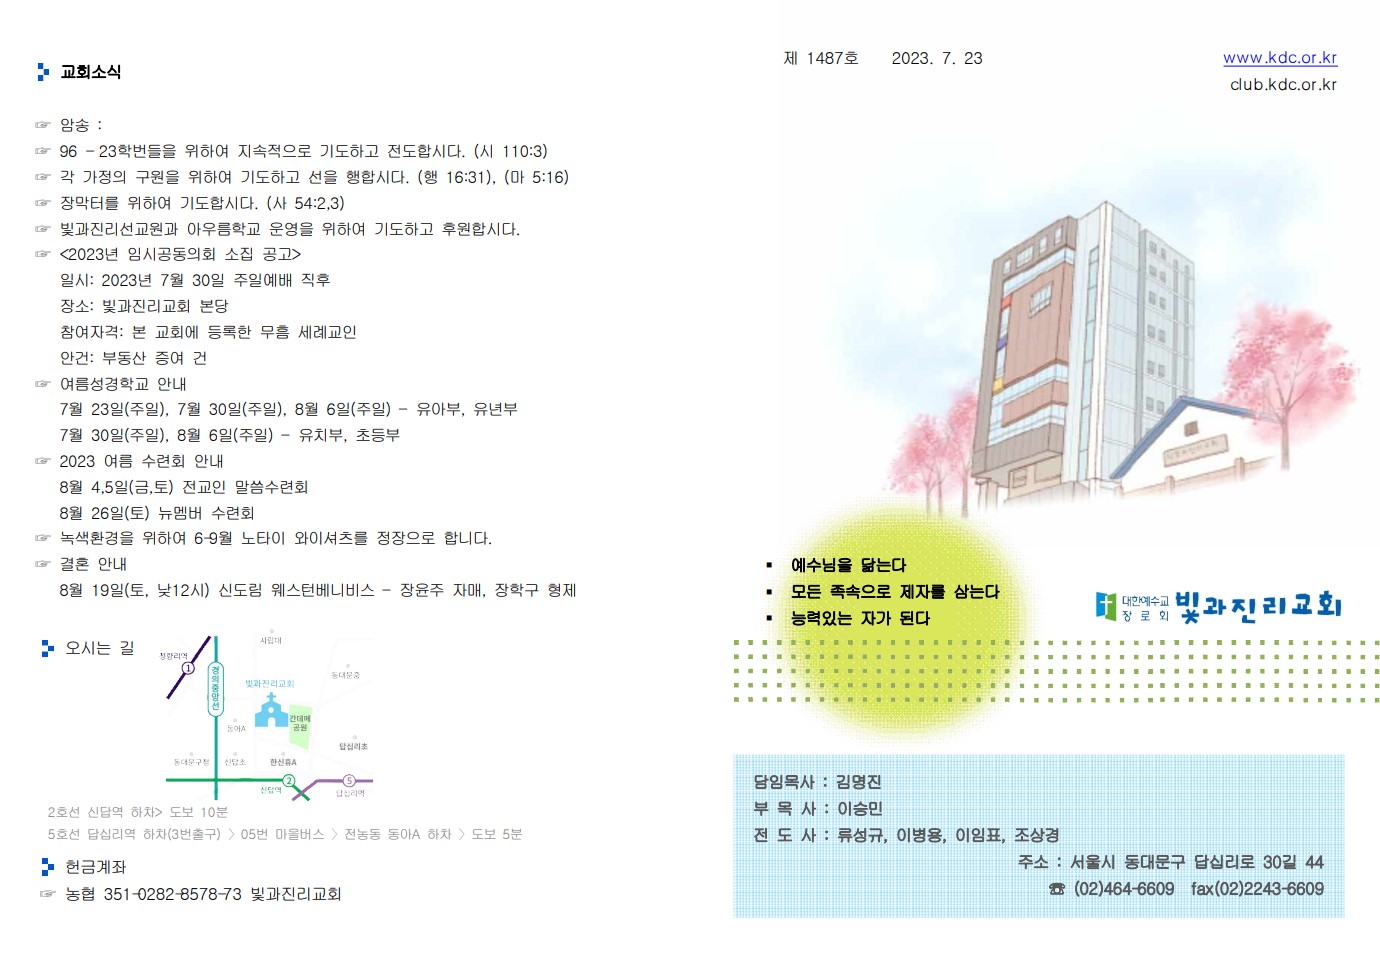 교회소식
☞ 암송 :
☞ 96 - 23학번들을 위하여 지속적으로 기도하고 전도합시다. (시 110:3)
☞ 각 가정의 구원을 위하여 기도하고 선을 행합시다. (행 16:31), (마 5:16)
☞ 장막터를 위하여 기도합시다. (사 54:2,3)
☞ 빛과진리선교원과 아우름학교 운영을 위하여 기도하고 후원합시다.
☞ <2023년 임시공동의회 소집 공고>
일시: 2023년 7월 30일 주일예배 직후
장소: 빛과진리교회 본당
참여자격: 본 교회에 등록한 무흠 세례교인
안건: 부동산 증여 건
☞ 여름성경학교 안내
7월 23일(주일), 7월 30일(주일), 8월 6일(주일) - 유아부, 유년부
7월 30일(주일), 8월 6일(주일) - 유치부, 초등부
☞ 2023 여름 수련회 안내
8월 4,5일(금,토) 전교인 말씀수련회
8월 26일(토) 뉴멤버 수련회
☞ 녹색환경을 위하여 6-9월 노타이 와이셔츠를 정장으로 합니다.
☞ 결혼 안내
8월 19일(토, 낮12시) 신도림 웨스턴베니비스 - 장윤주 자매, 장학구 형제
오시는 길
시립대
청량리역
1
경의중앙선
동대문중
빛과진리교회
간데메
공원
동아A
답십리초
동대문구청
신답초
한신휴A
2
신답역
5
답십리역
2호선 신답역 하차> 도보 10분
5호선 답십리역 하차(3번출구) > 05번 마을버스 > 전농동 동아A 하차 > 도보 5분
헌금계좌
☞ 농협 351-0282-8578-73 빛과진리교회
제 1487호 2023. 7. 23
www.kdc.or.kr
club.kdc.or.kr
▪ 예수님을 닮는다
▪ 모든 족속으로 제자를 삼는다
▪ 능력있는 자가 된다
대한예수교
장로회
빛과진리교회
담임목사 : 김명진
부 목 사 : 이승민
전 도 사 : 류성규, 이병용, 이임표, 조상경
주소 : 서울시 동대문구 답십리로 30길 44
☎ (02)464-6609 fax(02)2243-6609